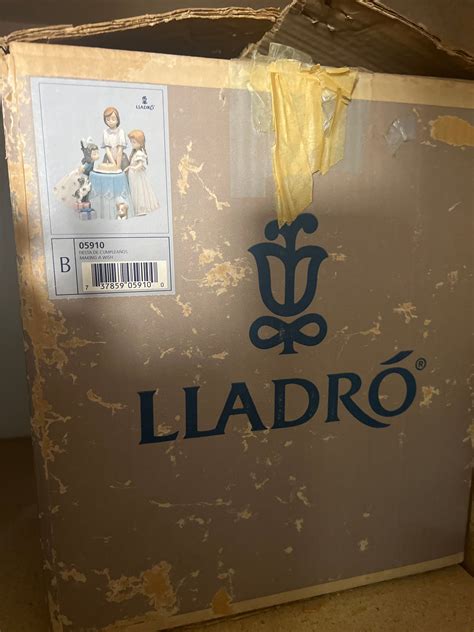 LLADRÓ
05910
FIESTA DE CUMPLEAÑOS
MAKING A WISH
B
7 37859 05910 0
LLADRÓ®